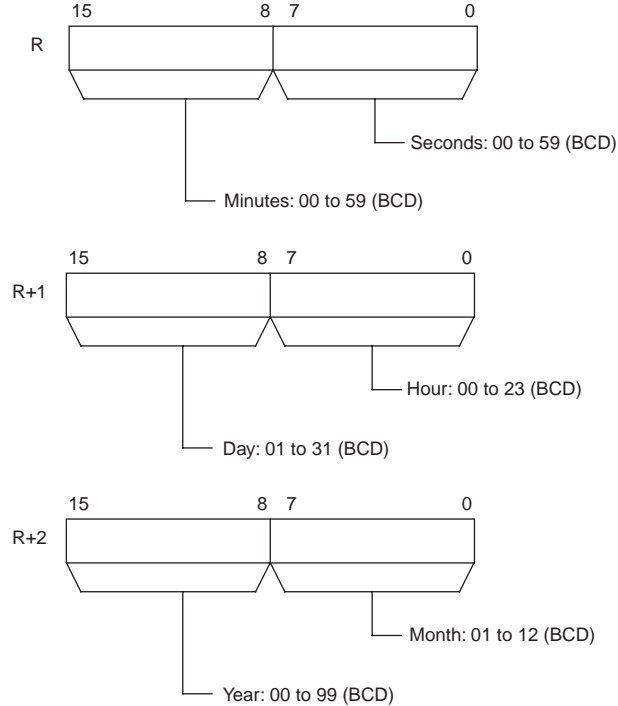 15 8 7 0
R
Seconds: 00 to 59 (BCD)
Minutes: 00 to 59 (BCD)
15 8 7 0
R+1
Hour: 00 to 23 (BCD)
Day: 01 to 31 (BCD)
15 8 7 0
R+2
Month: 01 to 12 (BCD)
Year: 00 to 99 (BCD)